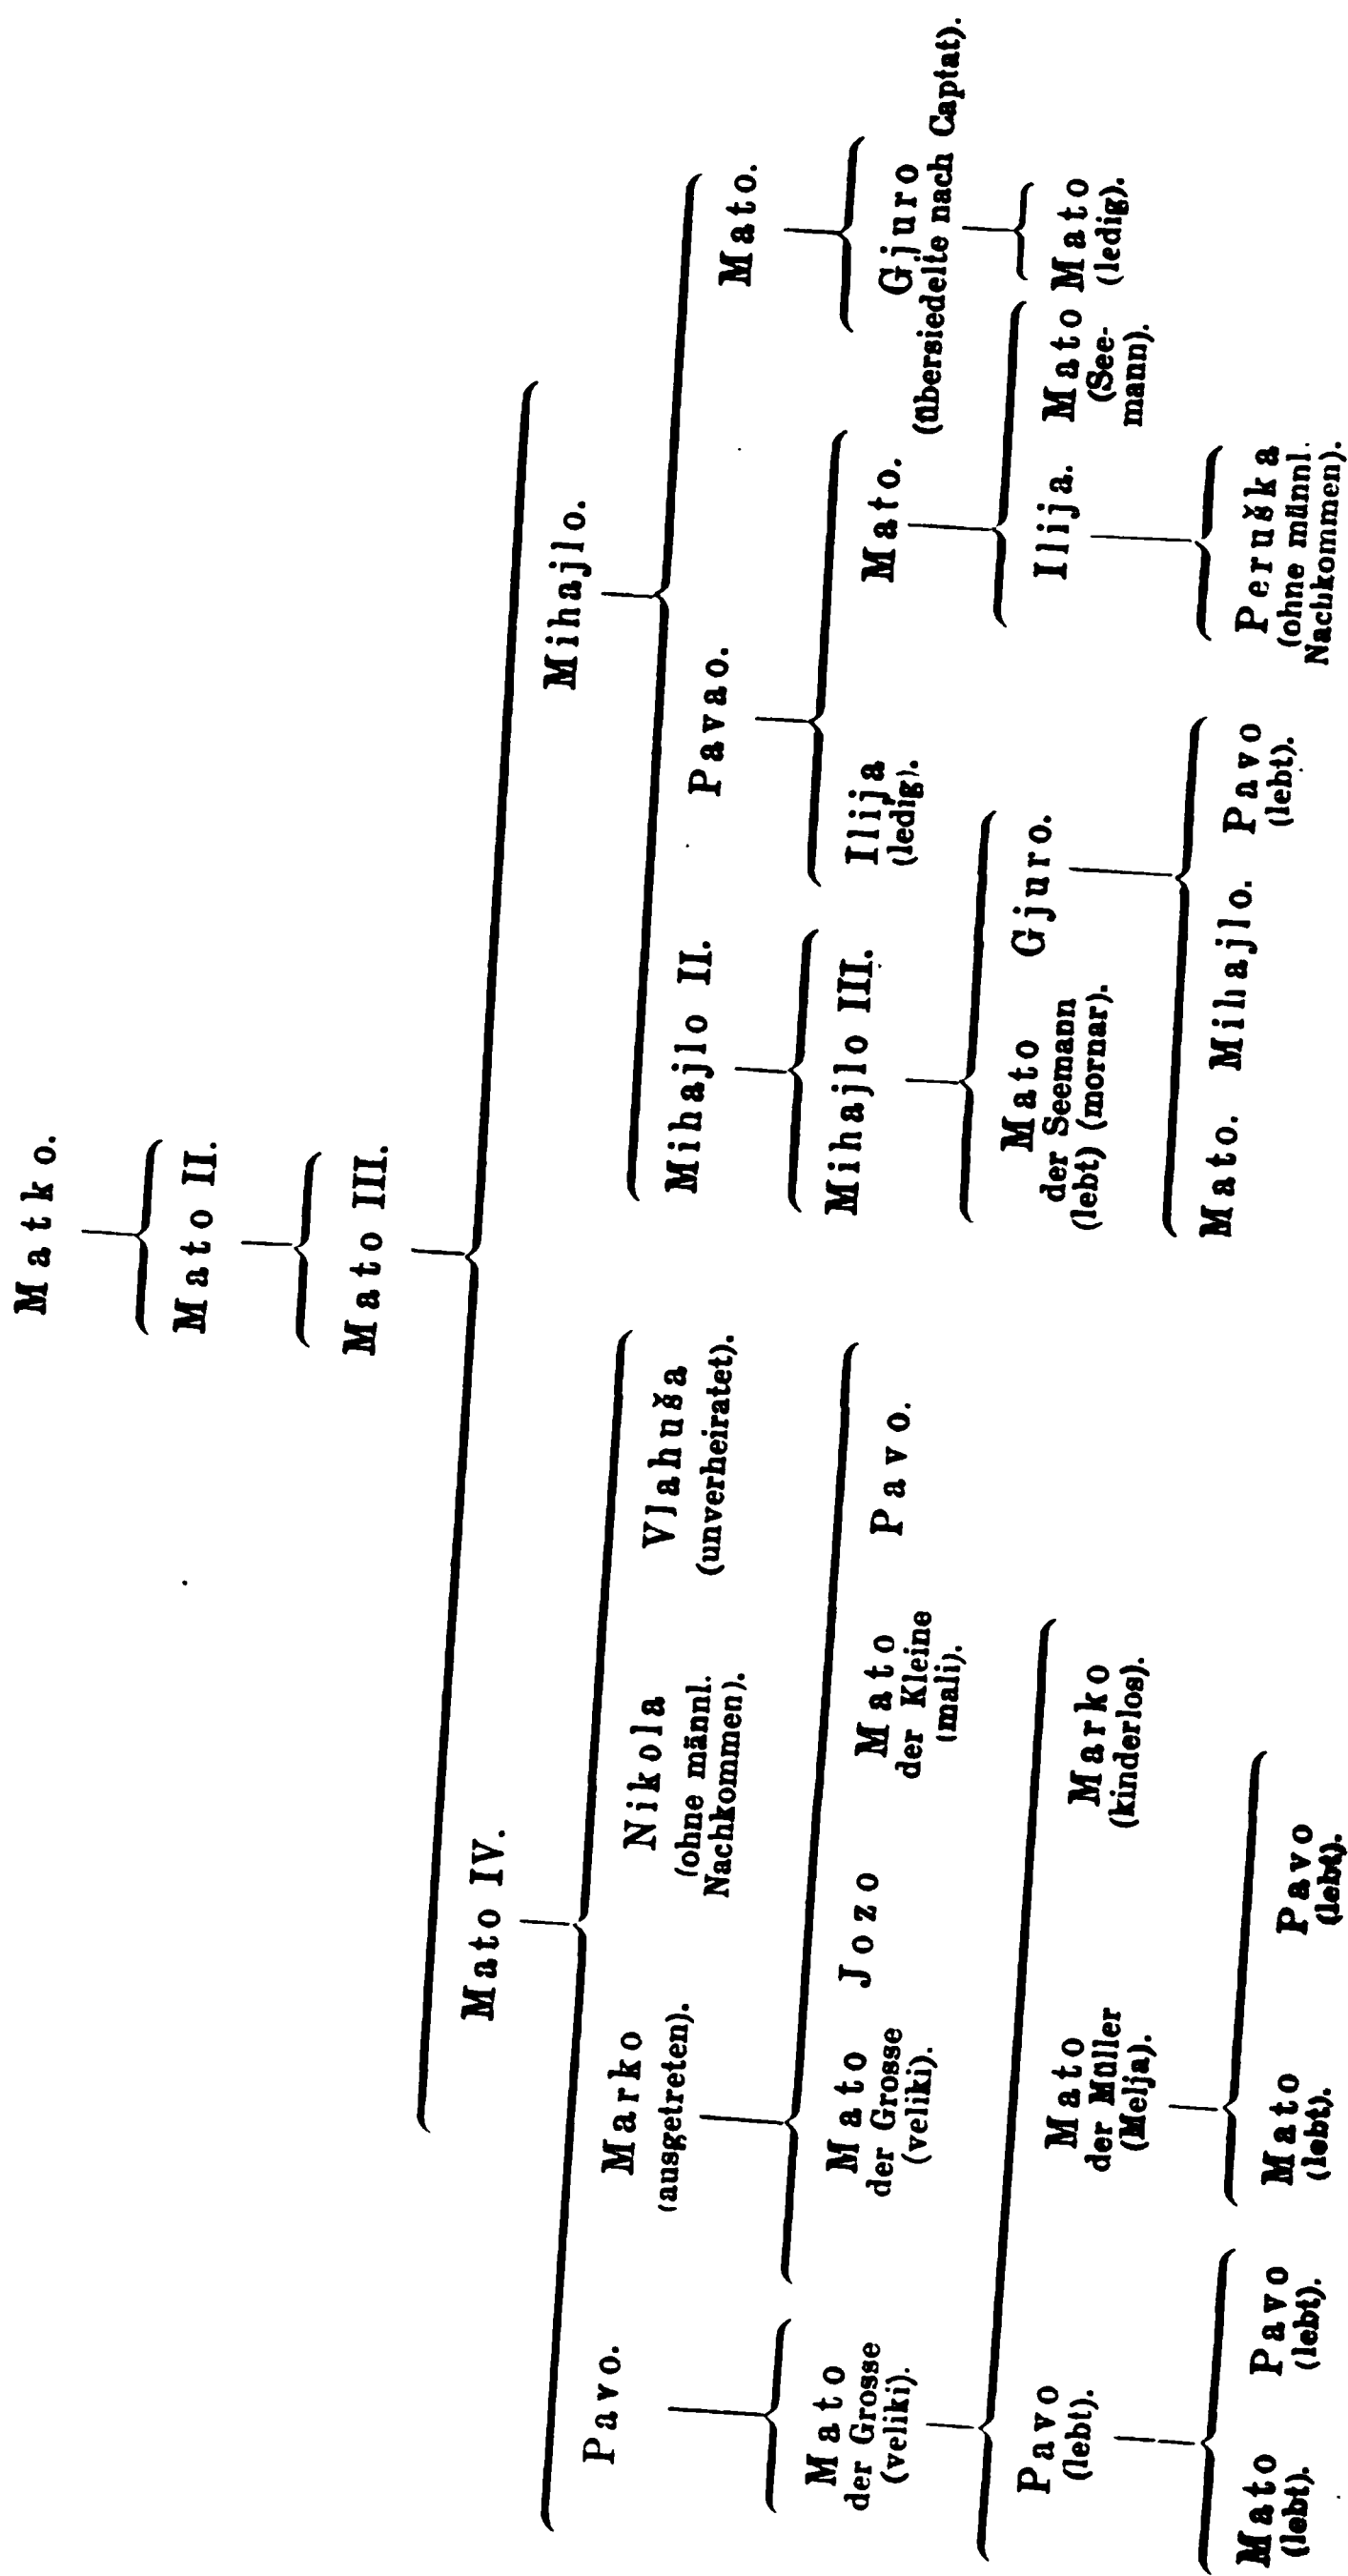 Matko.
Mato II.
Mato III.
Mato IV.
Mihajlo.
Pavo.
Marko
(ausgetreten).
Nikola
(ohne männl.
Nachkommen).
Vlahuša
(unverheiratet).
Mihajlo II.
Pavao.
Mato.
Mato
der Grosse
(veliki).
Mato
der Grosse
(veliki).
Jozo
Mato
der Kleine
(mali).
Pavo.
Mihajlo III.
Ilija
(ledig).
Mato.
Gjuro
(übersiedelte nach Captat).
Pavo
(lebt).
Mato
der Müller
(Melja).
Marko
(kinderlos).
Mato
der Seemann
(lebt) (mornar).
Gjuro.
Ilija.
Mato
(See-
mann).
Mato
(ledig).
Mato
(lebt).
Pavo
(lebt).
Mato
(lebt).
Pavo
(lebt).
Mato.
Mihajlo.
Pavo
(lebt).
Peruška
(ohne männl.
Nachkommen).